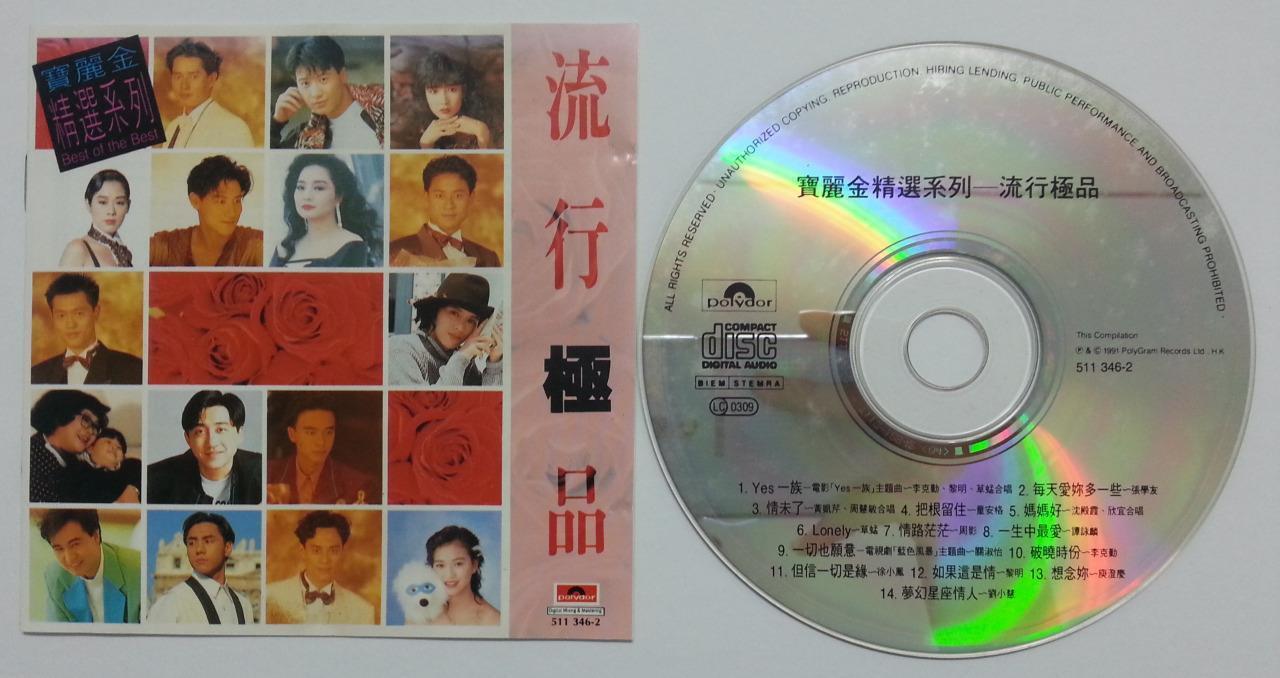 寶麗金
精選系列
Best of the Best
流行極品
polydor
Digital Mixing & Mastering
511 346-2
ALL RIGHTS RESERVED · UNAUTHORIZED COPYING, REPRODUCTION, HIRING LENDING, PUBLIC PERFORMANCE AND BROADCASTING PROHIBITED ·
寶麗金精選系列—流行極品
polydor
COMPACT
disc
DIGITAL AUDIO
BIEM STEMRA
LC 0309
This Compilation
℗ & © 1991 PolyGram Records Ltd., H.K
511 346-2
1. Yes 一族–電影「Yes 一族」主題曲–李克勤、黎明、草蜢合唱 2. 每天愛妳多一些–張學友
3. 情未了–黃凱芹、周慧敏合唱 4. 把根留住–童安格 5. 媽媽好–沈殿霞、欣宜合唱
6. Lonely–草蜢 7. 情路茫茫–周影 8. 一生中最愛–譚詠麟
9. 一切也願意–電視劇「藍色風暴」主題曲–關淑怡 10. 破曉時份–李克勤
11. 但信一切是緣–徐小鳳 12. 如果這是情–黎明 13. 想念妳–庾澄慶
14. 夢幻星座情人–劉小慧